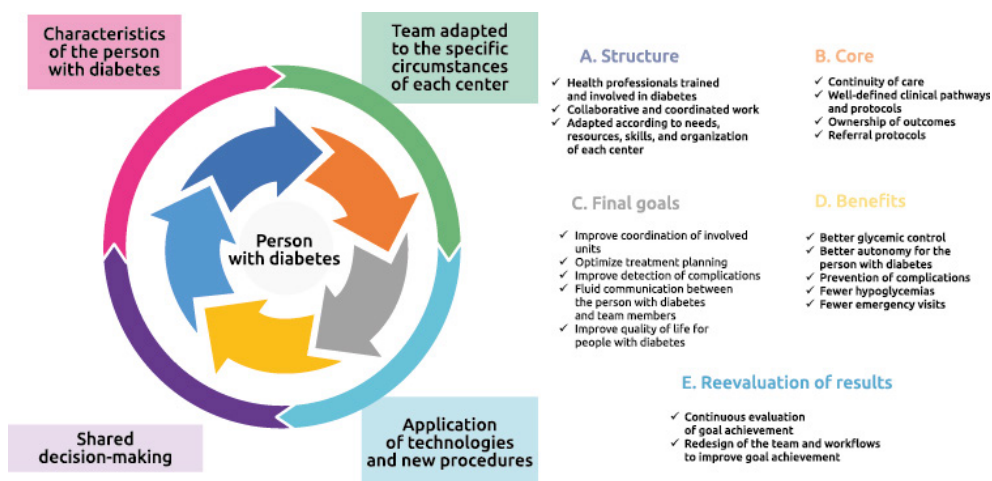 Characteristics
of the person
with diabetes
Team adapted
to the specific
circumstances
of each center
Person
with diabetes
Shared
decision-making
Application
of technologies
and new procedures
A. Structure
✓ Health professionals trained
and involved in diabetes
✓ Collaborative and coordinated work
✓ Adapted according to needs,
resources, skills, and organization
of each center
B. Core
✓ Continuity of care
✓ Well-defined clinical pathways
and protocols
✓ Ownership of outcomes
✓ Referral protocols
C. Final goals
✓ Improve coordination of involved
units
✓ Optimize treatment planning
✓ Improve detection of complications
✓ Fluid communication between
the person with diabetes
and team members
✓ Improve quality of life for
people with diabetes
D. Benefits
✓ Better glycemic control
✓ Better autonomy for the
person with diabetes
✓ Prevention of complications
✓ Fewer hypoglycemias
✓ Fewer emergency visits
E. Reevaluation of results
✓ Continuous evaluation
of goal achievement
✓ Redesign of the team and workflows
to improve goal achievement